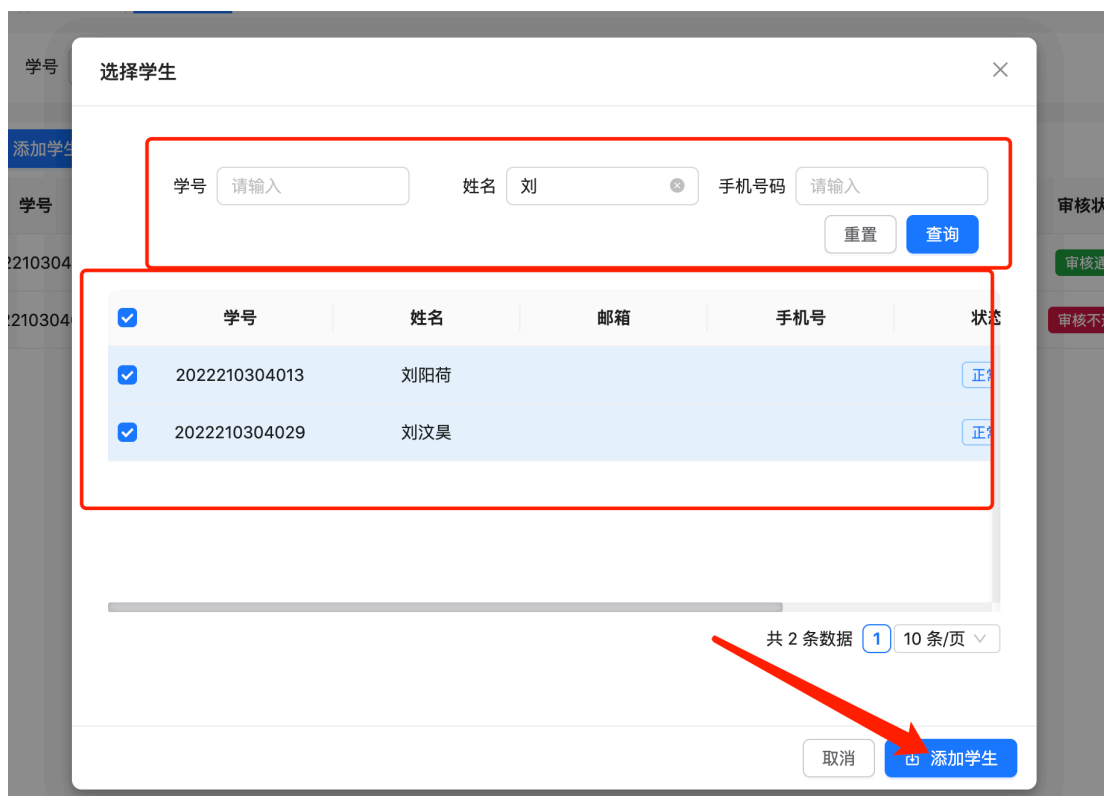 学号
选择学生
添加学生
学号 请输入 姓名 刘 手机号码 请输入
重置 查询
学号 审核状
学号 姓名 邮箱 手机号 状态
2210304 审核通
2210304 审核不
2022210304013 刘阳荷 正常
2022210304029 刘汶昊 正常
共 2 条数据 1 10 条/页
取消 添加学生